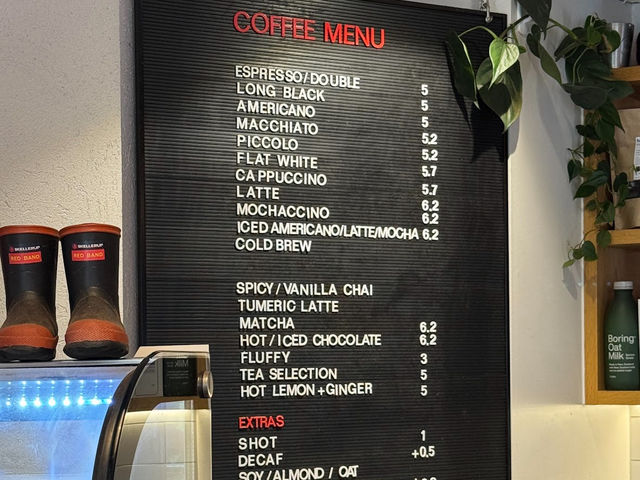 COFFEE MENU
ESPRESSO/DOUBLE 5
LONG BLACK 5
AMERICANO 5
MACCHIATO 5.2
PICCOLO 5.2
FLAT WHITE 5.7
CAPPUCCINO 5.7
LATTE 6.2
MOCHACCINO 6.2
ICED AMERICANO/LATTE/MOCHA 6.2
COLD BREW
SPICY/VANILLA CHAI
TUMERIC LATTE
MATCHA 6.2
HOT/ICED CHOCOLATE 6.2
FLUFFY 3
TEA SELECTION 5
HOT LEMON+GINGER 5
EXTRAS
SHOT 1
DECAF +0.5
SOY/ALMOND / OAT
SKELLERUP
RED BAND
SKELLERUP
RED BAND
Boring
Oat
Milk